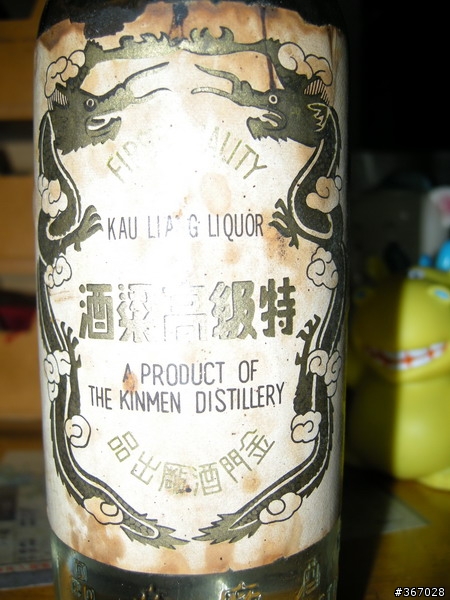 FIRST QUALITY
KAU LIANG LIQUOR
特級高粱酒
A PRODUCT OF
THE KINMEN DISTILLERY
金門酒廠出品
#367028